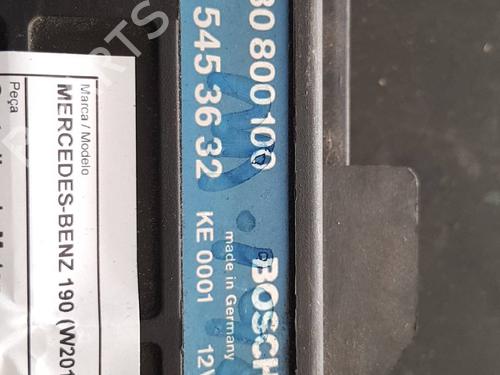 80 800 100
545 36 32
BOSCH
made in Germany
KE 0001 12V
Marca / Modelo
MERCEDES-BENZ 190 (W201
Peça